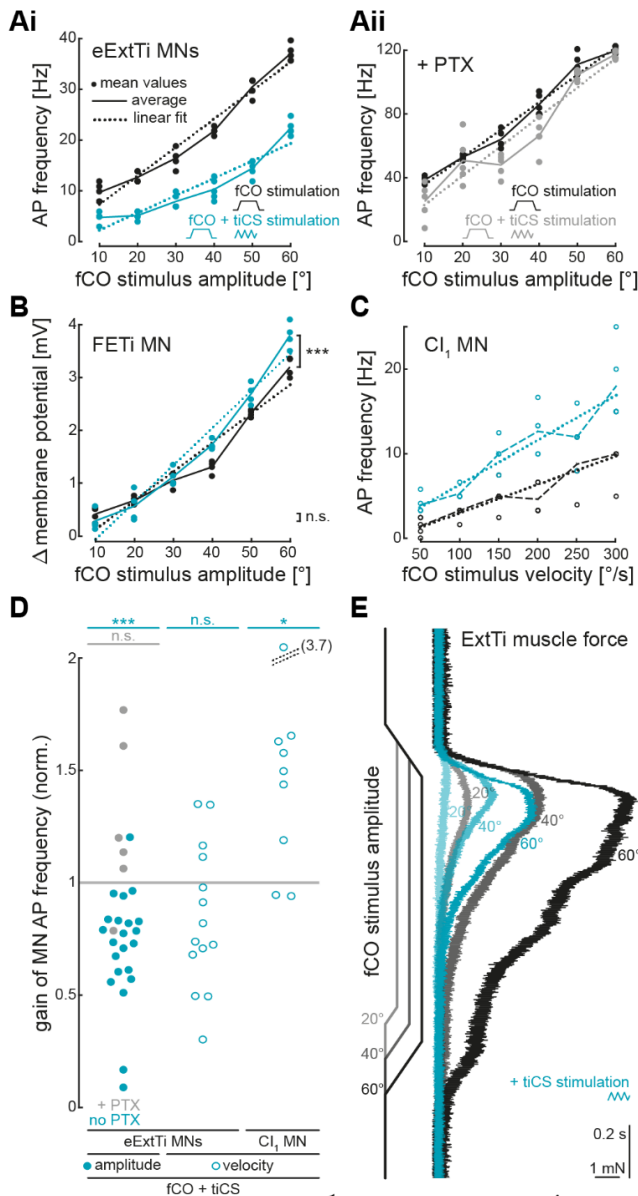 Ai
eExtTi MNs
AP frequency [Hz]
40
30
20
10
0
mean values
average
linear fit
fCO stimulation
fCO + tiCS stimulation
10 20 30 40 50 60
fCO stimulus amplitude [°]
Aii
+ PTX
AP frequency [Hz]
120
80
40
0
fCO stimulation
fCO + tiCS stimulation
10 20 30 40 50 60
fCO stimulus amplitude [°]
B
FETi MN
Δ membrane potential [mV]
4
3
2
1
0
***
n.s.
10 20 30 40 50 60
fCO stimulus amplitude [°]
C
CI1 MN
AP frequency [Hz]
20
10
0
50 100 150 200 250 300
fCO stimulus velocity [°/s]
D
*** n.s. *
n.s.
gain of MN AP frequency (norm.)
2
1.5
1
0.5
0
(3.7)
+ PTX
no PTX
eExtTi MNs CI1 MN
amplitude velocity
fCO + tiCS
E
ExtTi muscle force
fCO stimulus amplitude
20°
40°
60°
20°
20°
40°
40°
60°
60°
+ tiCS stimulation
0.2 s
1 mN